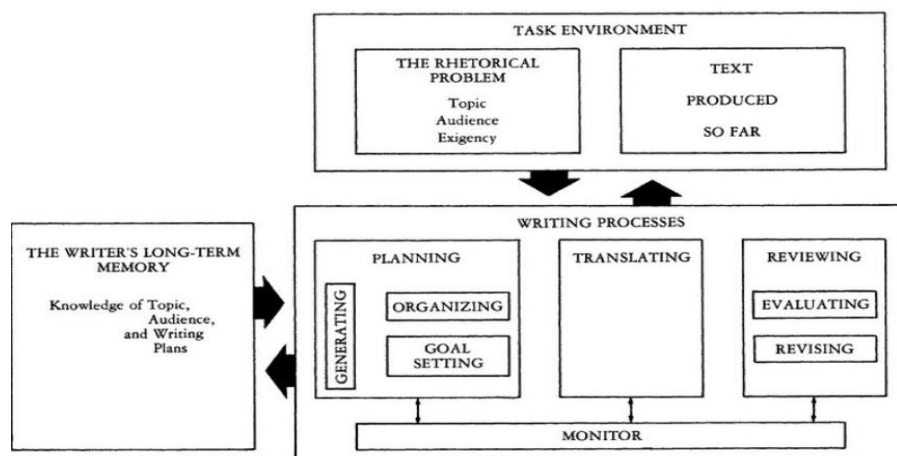 TASK ENVIRONMENT
THE RHETORICAL
PROBLEM
Topic
Audience
Exigency
TEXT
PRODUCED
SO FAR
WRITING PROCESSES
THE WRITER'S LONG-TERM
MEMORY
Knowledge of Topic,
Audience,
and Writing
Plans
PLANNING
GENERATING
ORGANIZING
GOAL
SETTING
TRANSLATING
REVIEWING
EVALUATING
REVISING
MONITOR